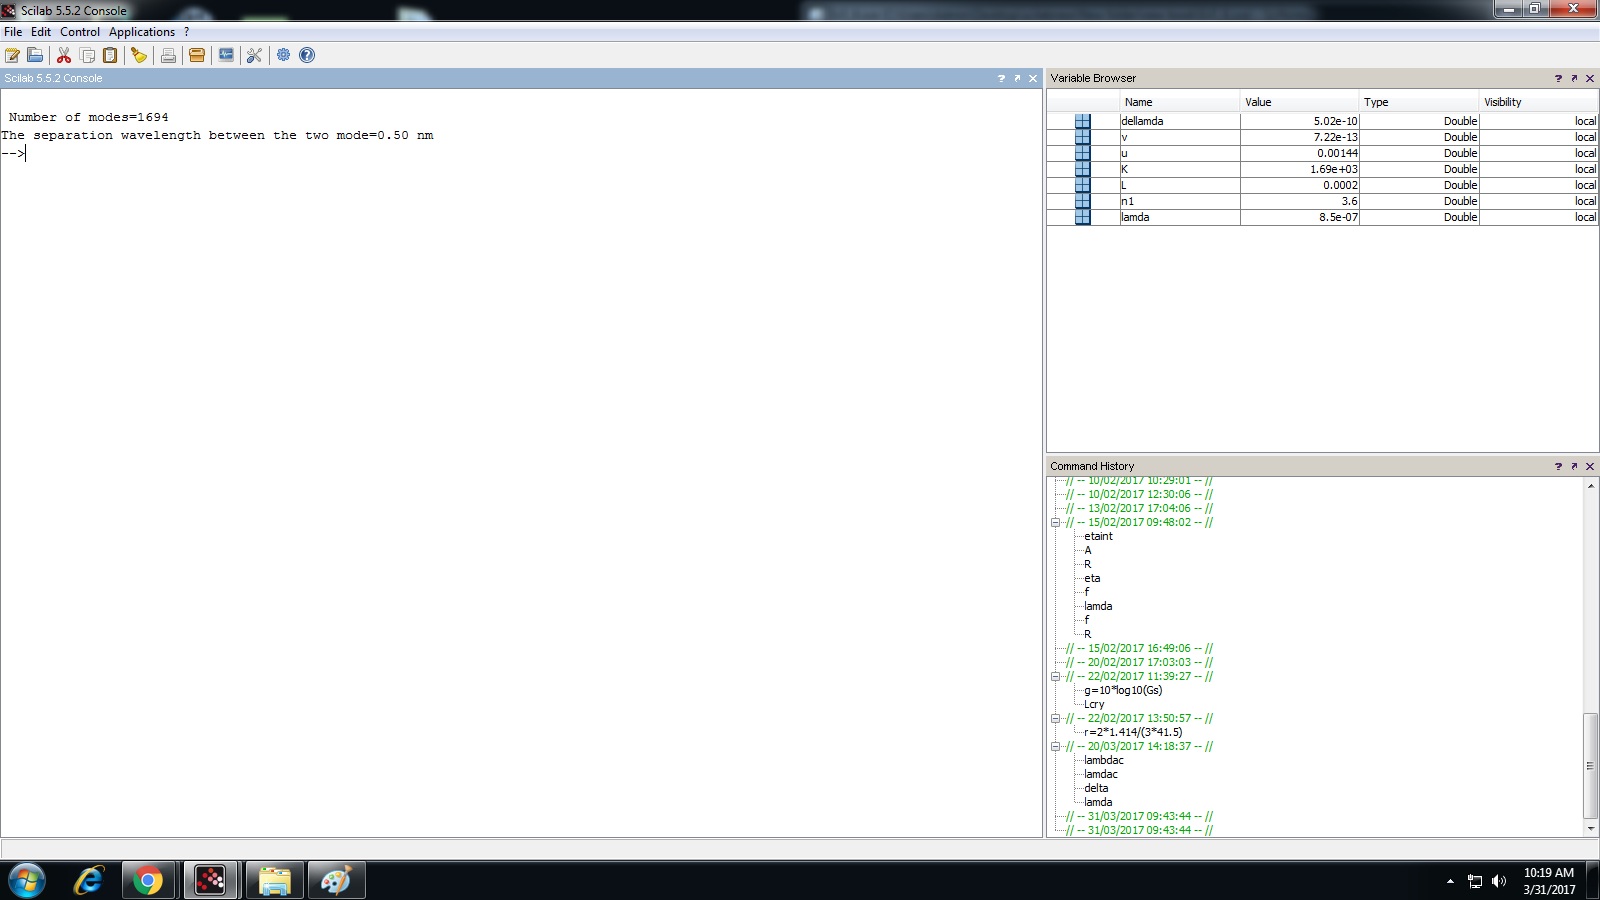 Scilab 5.5.2 Console
File Edit Control Applications ?
Scilab 5.5.2 Console
Number of modes=1694
The separation wavelength between the two mode=0.50 nm
-->
Variable Browser
Name Value Type Visibility
dellamda 5.02e-10 Double local
v 7.22e-13 Double local
u 0.00144 Double local
K 1.69e+03 Double local
L 0.0002 Double local
n1 3.6 Double local
lamda 8.5e-07 Double local
Command History
// -- 10/02/2017 10:29:01 -- //
// -- 10/02/2017 12:30:06 -- //
// -- 13/02/2017 17:04:06 -- //
// -- 15/02/2017 09:48:02 -- //
etaint
A
R
eta
f
lamda
f
R
// -- 15/02/2017 16:49:06 -- //
// -- 20/02/2017 17:03:03 -- //
// -- 22/02/2017 11:39:27 -- //
g=10*log10(Gs)
Lcry
// -- 22/02/2017 13:50:57 -- //
r=2*1.414/(3*41.5)
// -- 20/03/2017 14:18:37 -- //
lambdac
lamdac
delta
lamda
// -- 31/03/2017 09:43:44 -- //
// -- 31/03/2017 09:43:44 -- //
10:19 AM
3/31/2017